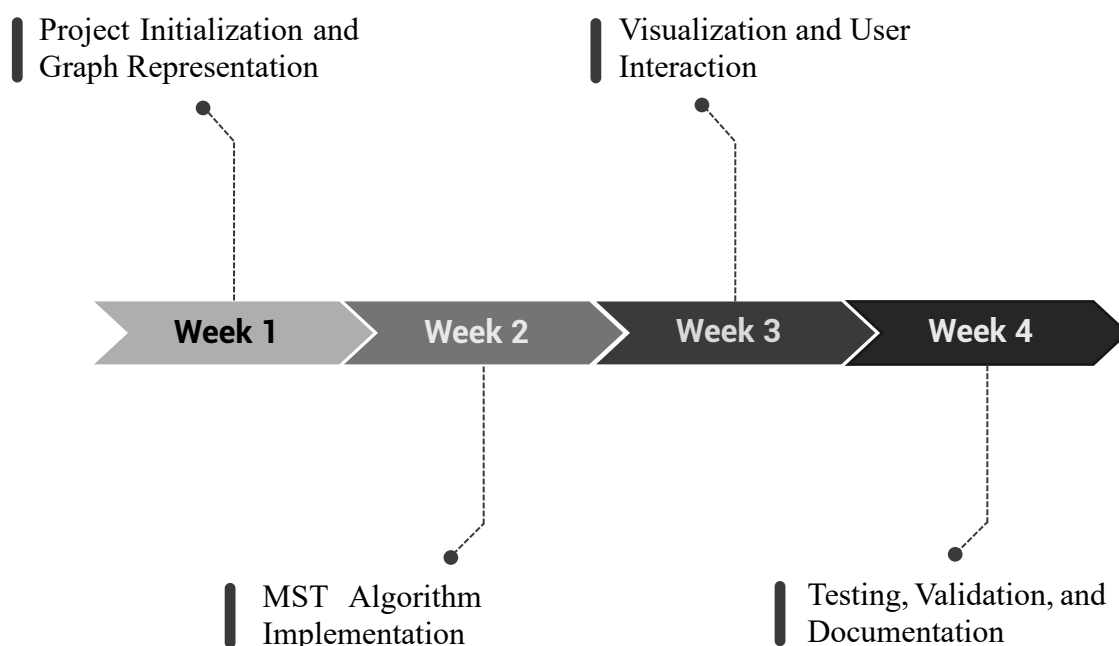 Project Initialization and
Graph Representation
Visualization and User
Interaction
Week 1
Week 2
Week 3
Week 4
MST Algorithm
Implementation
Testing, Validation, and
Documentation